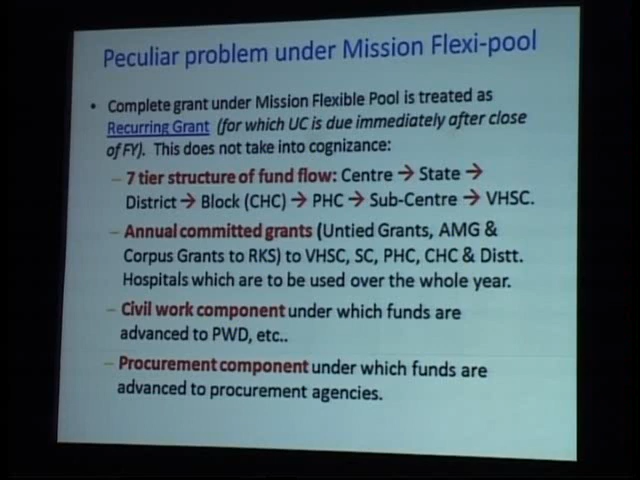 Peculiar problem under Mission Flexi-pool
• Complete grant under Mission Flexible Pool is treated as
Recurring Grant (for which UC is due immediately after close
of FY). This does not take into cognizance:
– 7 tier structure of fund flow: Centre → State →
District → Block (CHC) → PHC → Sub-Centre → VHSC.
– Annual committed grants (Untied Grants, AMG &
Corpus Grants to RKS) to VHSC, SC, PHC, CHC & Distt.
Hospitals which are to be used over the whole year.
– Civil work component under which funds are
advanced to PWD, etc..
– Procurement component under which funds are
advanced to procurement agencies.